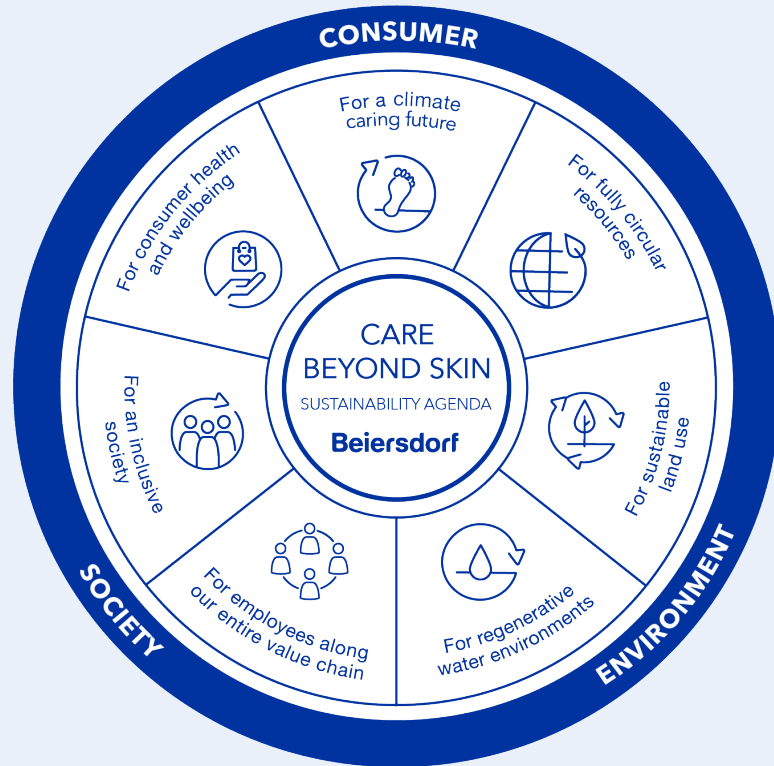 CONSUMER
For a climate
caring future
For fully circular
resources
For sustainable
land use
ENVIRONMENT
For regenerative
water environments
For employees along
our entire value chain
SOCIETY
For an inclusive
society
For consumer health
and wellbeing
CARE
BEYOND SKIN
SUSTAINABILITY AGENDA
Beiersdorf